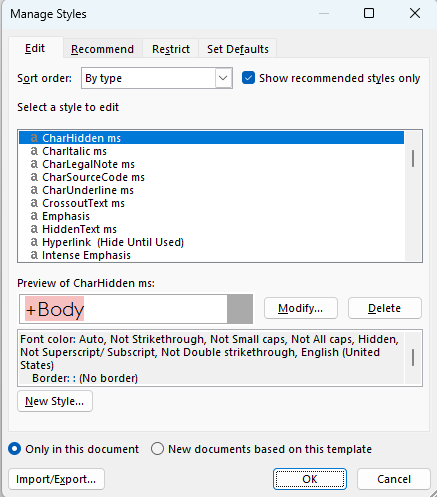 Manage Styles
Edit Recommend Restrict Set Defaults
Sort order: By type Show recommended styles only
Select a style to edit
a CharHidden ms
a CharItalic ms
a CharLegalNote ms
a CharSourceCode ms
a CharUnderline ms
a CrossoutText ms
a Emphasis
a HiddenText ms
a Hyperlink (Hide Until Used)
a Intense Emphasis
Preview of CharHidden ms:
+Body Modify... Delete
Font color: Auto, Not Strikethrough, Not Small caps, Not All caps, Hidden,
Not Superscript/ Subscript, Not Double strikethrough, English (United
States)
Border: : (No border)
New Style...
Only in this document New documents based on this template
Import/Export... OK Cancel